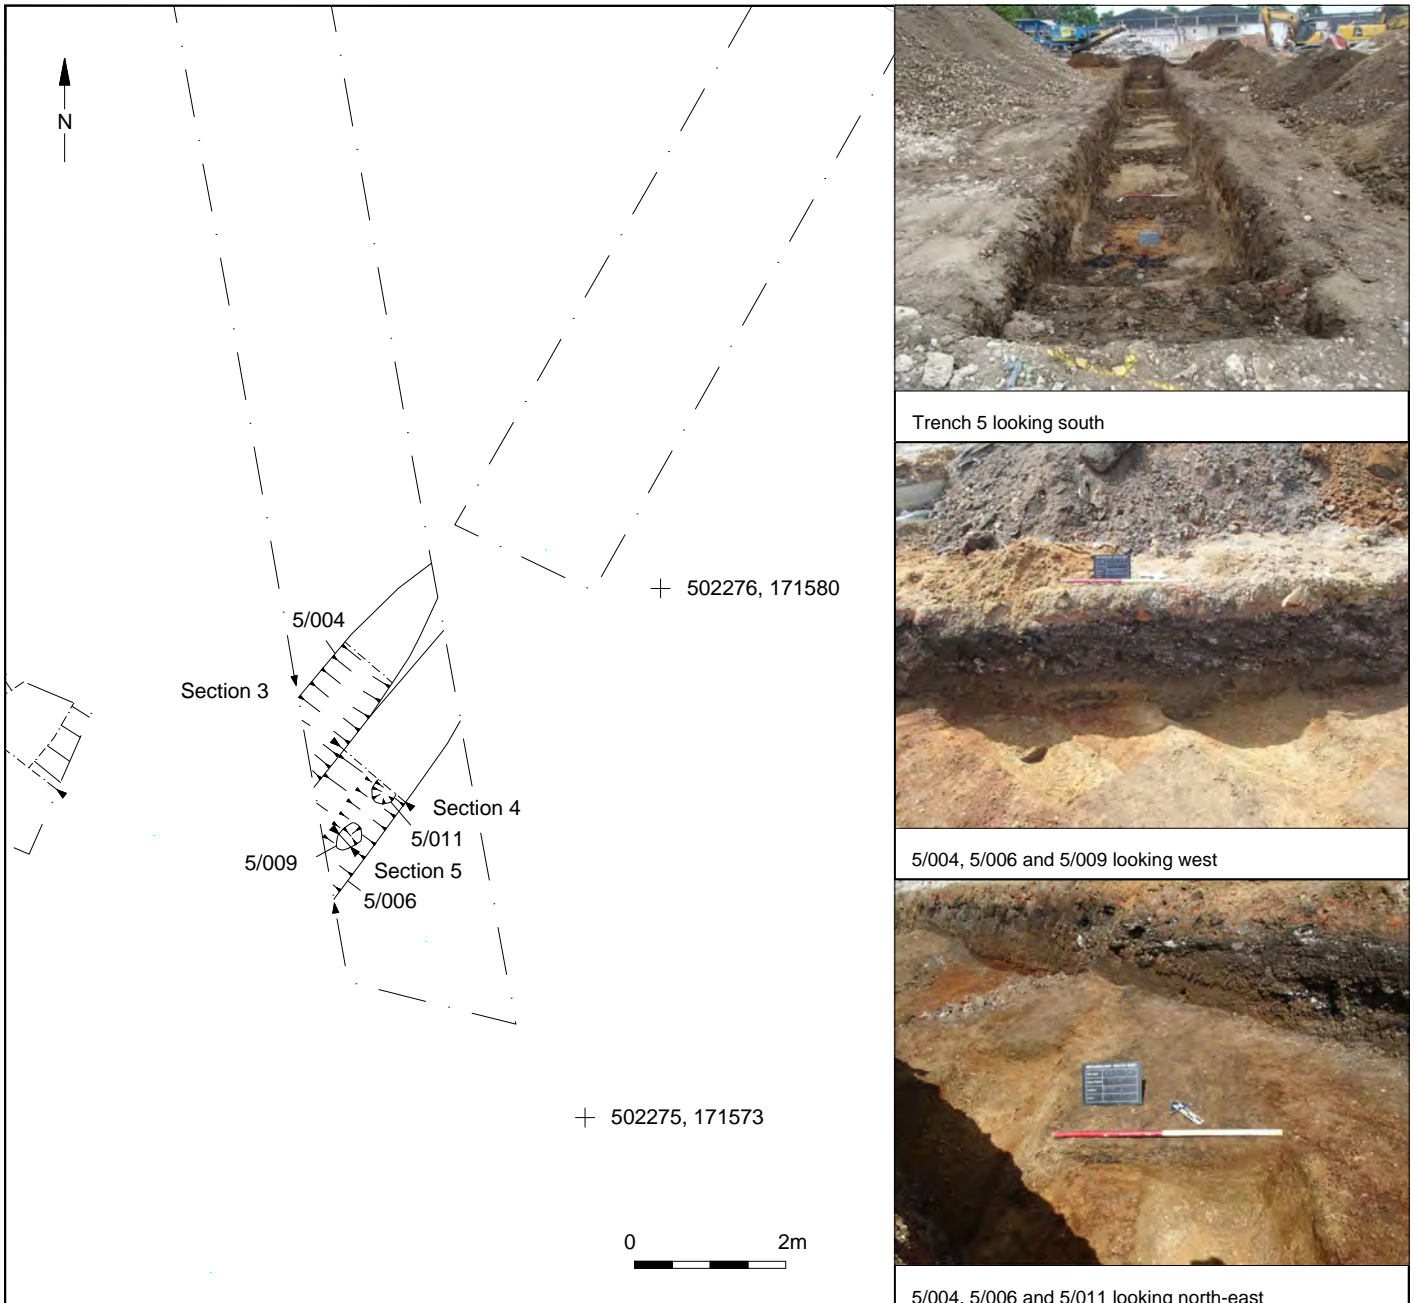 N
5/004
Section 3
502276, 171580
Section 4
5/011
5/009
Section 5
5/006
502275, 171573
0 2m
Trench 5 looking south
5/004, 5/006 and 5/009 looking west
5/004, 5/006 and 5/011 looking north-east